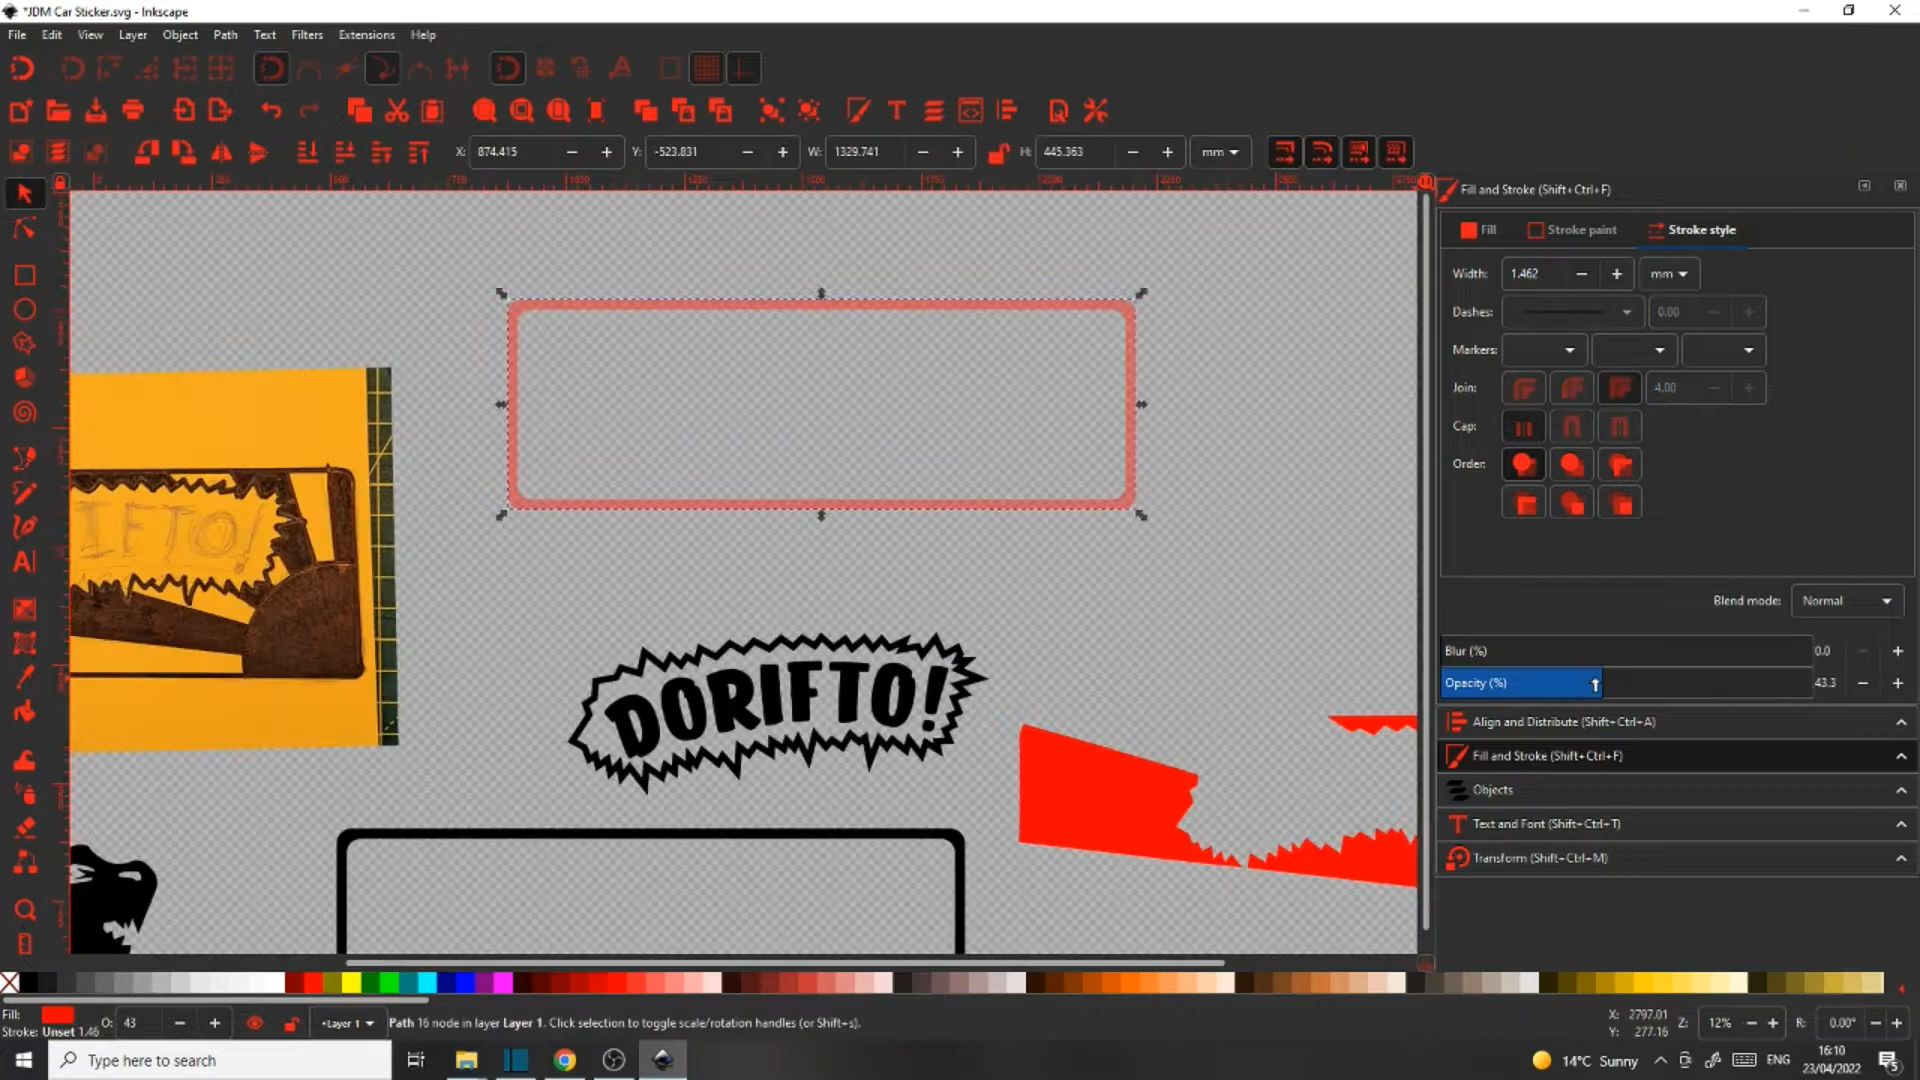 *JDM Car Sticker.svg - Inkscape
File Edit View Layer Object Path Text Filters Extensions Help
X: 874.415 Y: -523.831 W: 1329.741 H: 445.363 mm
Fill and Stroke (Shift+Ctrl+F)
Fill Stroke paint Stroke style
Width: 1.462 mm
Dashes: 0.00
Markers:
Join: 4.00
Cap:
Order:
IFTO!
DORIFTO!
Blend mode: Normal
Blur (%) 0.0
Opacity (%) 43.3
Align and Distribute (Shift+Ctrl+A)
Fill and Stroke (Shift+Ctrl+F)
Objects
Text and Font (Shift+Ctrl+T)
Transform (Shift+Ctrl+M)
Fill:
Stroke: Unset 1.46
O: 43
•Layer 1
Path 16 node in layer Layer 1. Click selection to toggle scale/rotation handles (or Shift+s).
X: 2797.01
Y: 277.16
Z: 12% R: 0.00°
Type here to search
14°C Sunny ENG
16:10
23/04/2022
5